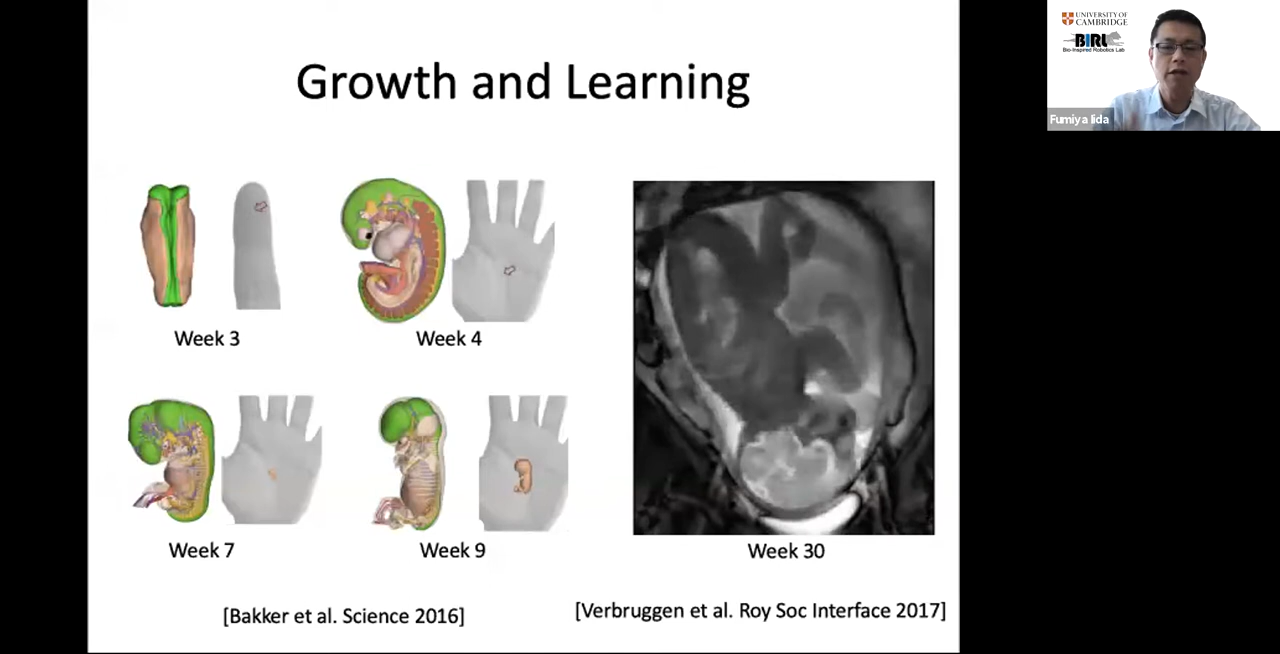 Growth and Learning
Week 3
Week 4
Week 7
Week 9
Week 30
[Bakker et al. Science 2016]
[Verbruggen et al. Roy Soc Interface 2017]
UNIVERSITY OF
CAMBRIDGE
BIRL
Bio-Inspired Robotics Lab
Fumiya Iida